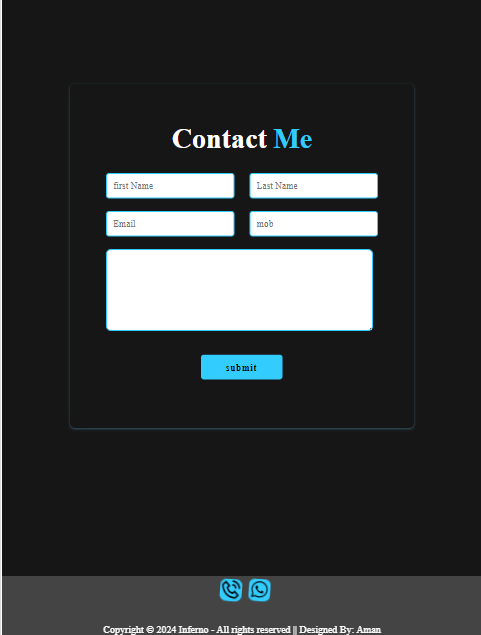 Contact Me
first Name Last Name
Email mob
submit
Copyright © 2024 Inferno - All rights reserved || Designed By: Aman